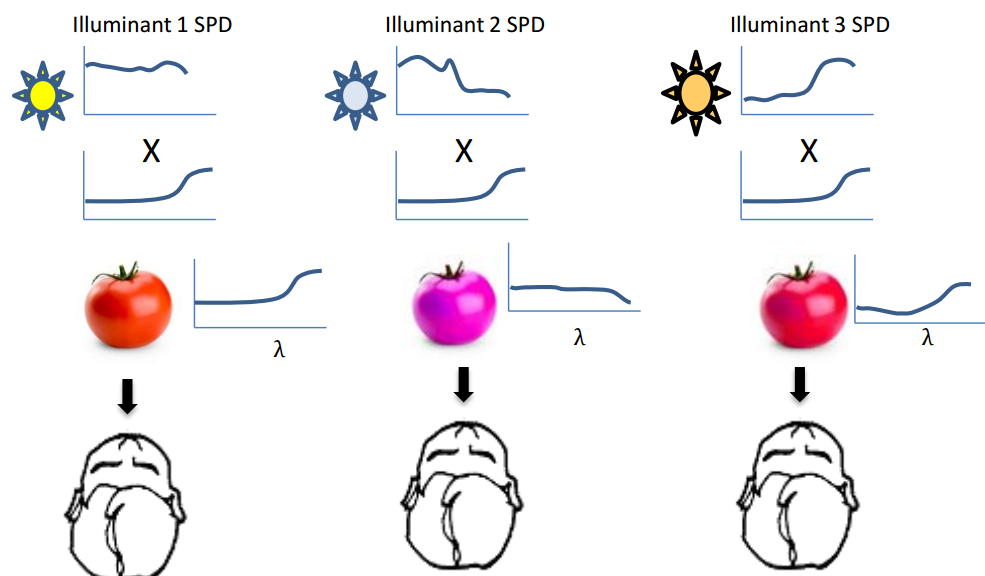 Illuminant 1 SPD
Illuminant 2 SPD
Illuminant 3 SPD
X
X
X
λ
λ
λ